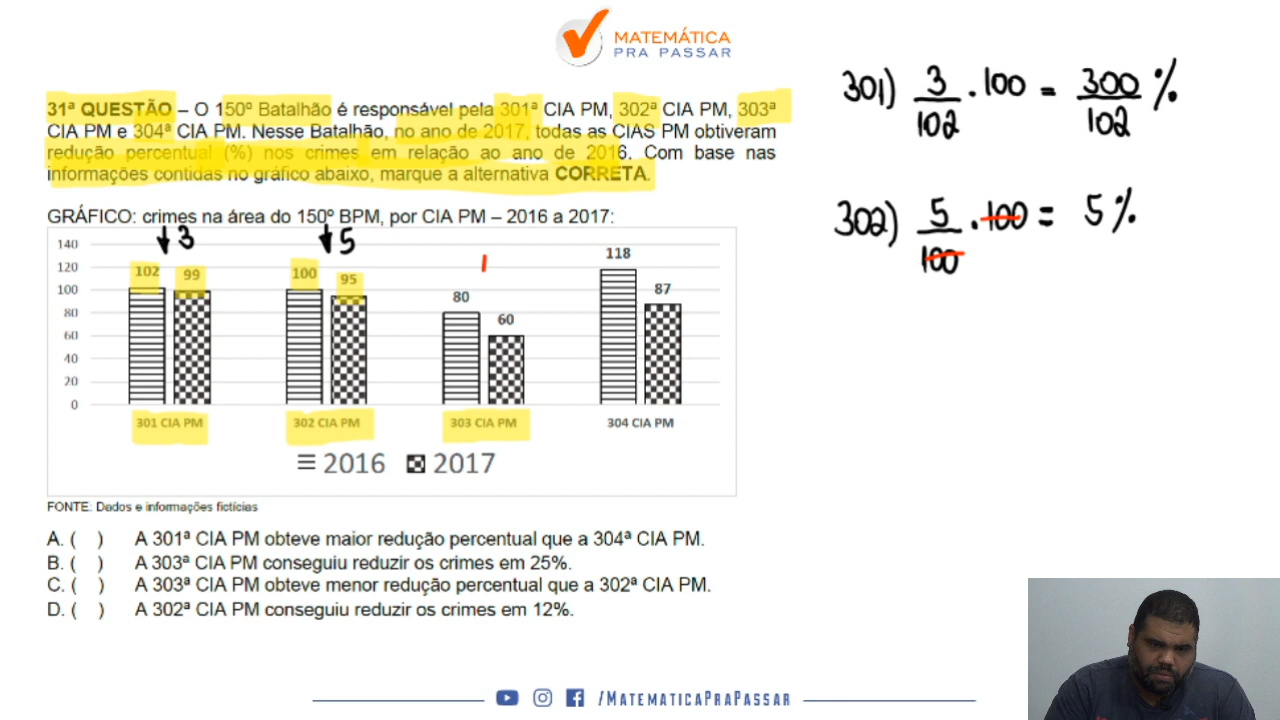 MATEMÁTICA
PRA PASSAR
31ª QUESTÃO – O 150º Batalhão é responsável pela 301ª CIA PM, 302ª CIA PM, 303ª
CIA PM e 304ª CIA PM. Nesse Batalhão, no ano de 2017, todas as CIAS PM obtiveram
redução percentual (%) nos crimes em relação ao ano de 2016. Com base nas
informações contidas no gráfico abaixo, marque a alternativa CORRETA.
GRÁFICO: crimes na área do 150º BPM, por CIA PM – 2016 a 2017:
3
5
140
120
100
80
60
40
20
0
102
99
100
95
80
60
118
87
301 CIA PM
302 CIA PM
303 CIA PM
304 CIA PM
2016
2017
FONTE: Dados e informações fictícias
A. ( ) A 301ª CIA PM obteve maior redução percentual que a 304ª CIA PM.
B. ( ) A 303ª CIA PM conseguiu reduzir os crimes em 25%.
C. ( ) A 303ª CIA PM obteve menor redução percentual que a 302ª CIA PM.
D. ( ) A 302ª CIA PM conseguiu reduzir os crimes em 12%.
301) 3/102 . 100 = 300/102 %
302) 5/100 . 100 = 5%
/MATEMATICAPRAPASSAR